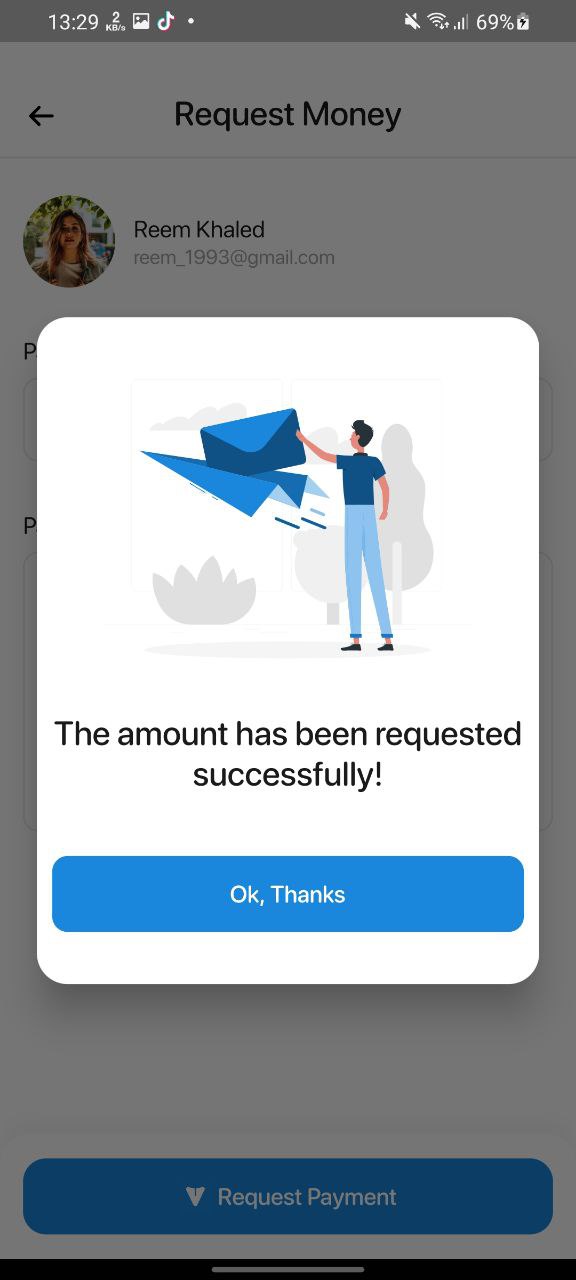 13:29 2 KB/s 69%
Request Money
Reem Khaled
reem_1993@gmail.com
P
P
The amount has been requested
successfully!
Ok, Thanks
Request Payment